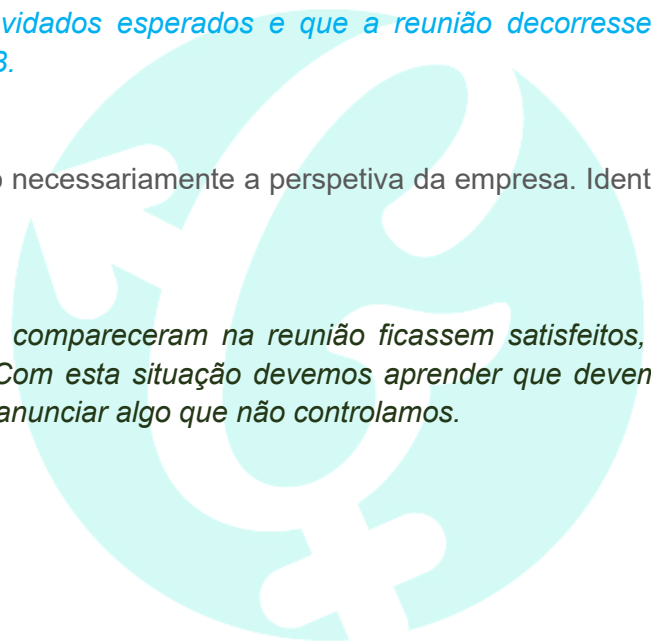 vidados esperados e que a reunião decorresse
3.
necessariamente a perspetiva da empresa. Ident
compareceram na reunião ficassem satisfeitos,
Com esta situação devemos aprender que deven
anunciar algo que não controlamos.